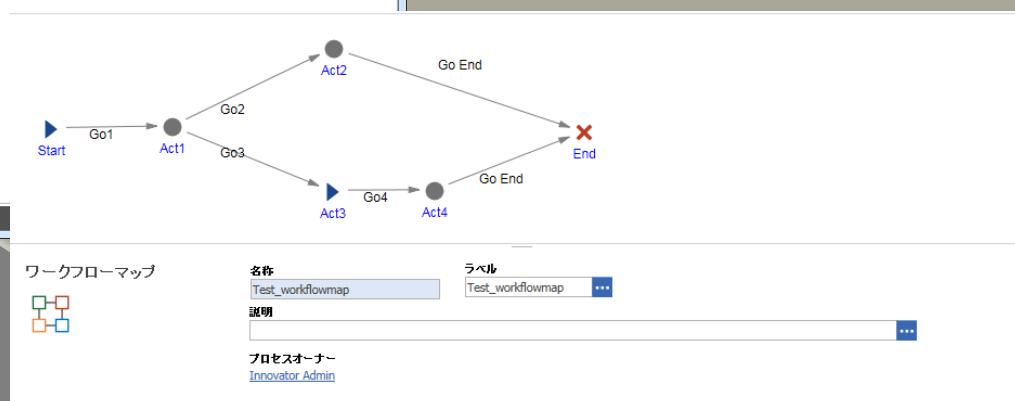 Act2
Go End
Go2
Go1
Start
Act1
End
Go3
Go End
Go4
Act3
Act4
ワークフローマップ
名称
ラベル
Test_workflowmap
Test_workflowmap
説明
プロセスオーナー
Innovator Admin